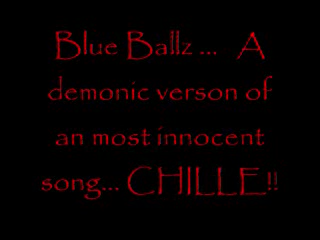 Blue Ballz ... A
demonic verson of
an most innocent
song... CHILLE!!